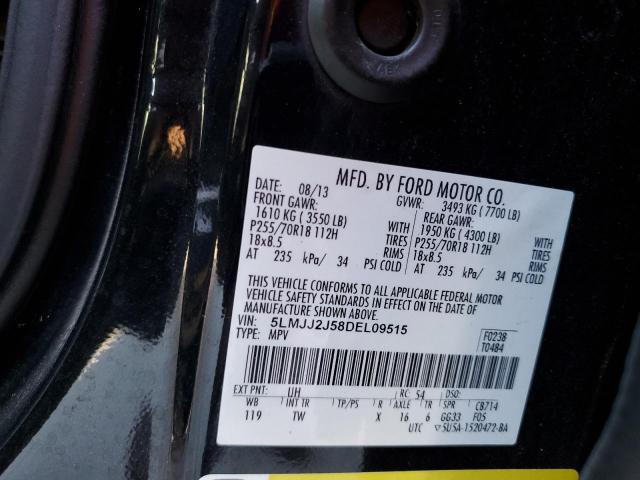 MFD. BY FORD MOTOR CO.
DATE: 08/13 GVWR: 3493 KG ( 7700 LB)
FRONT GAWR: REAR GAWR:
1610 KG ( 3550 LB) WITH 1950 KG ( 4300 LB) WITH
P255/70R18 112H TIRES P255/70R18 112H TIRES
18x8.5 RIMS 18x8.5 RIMS
AT 235 kPa/ 34 PSI COLD AT 235 kPa/ 34 PSI COLD
THIS VEHICLE CONFORMS TO ALL APPLICABLE FEDERAL MOTOR
VEHICLE SAFETY STANDARDS IN EFFECT ON THE DATE OF
MANUFACTURE SHOWN ABOVE.
VIN: 5LMJJ2J58DEL09515 F0238
TYPE: MPV T0484
EXT PNT: UH RC: 54 DSO:
WB INT TR TP/PS R AXLE TR SPR C8714
119 TW X 16 6 GG33 F05
UTC ▽5USA-1520472-BA